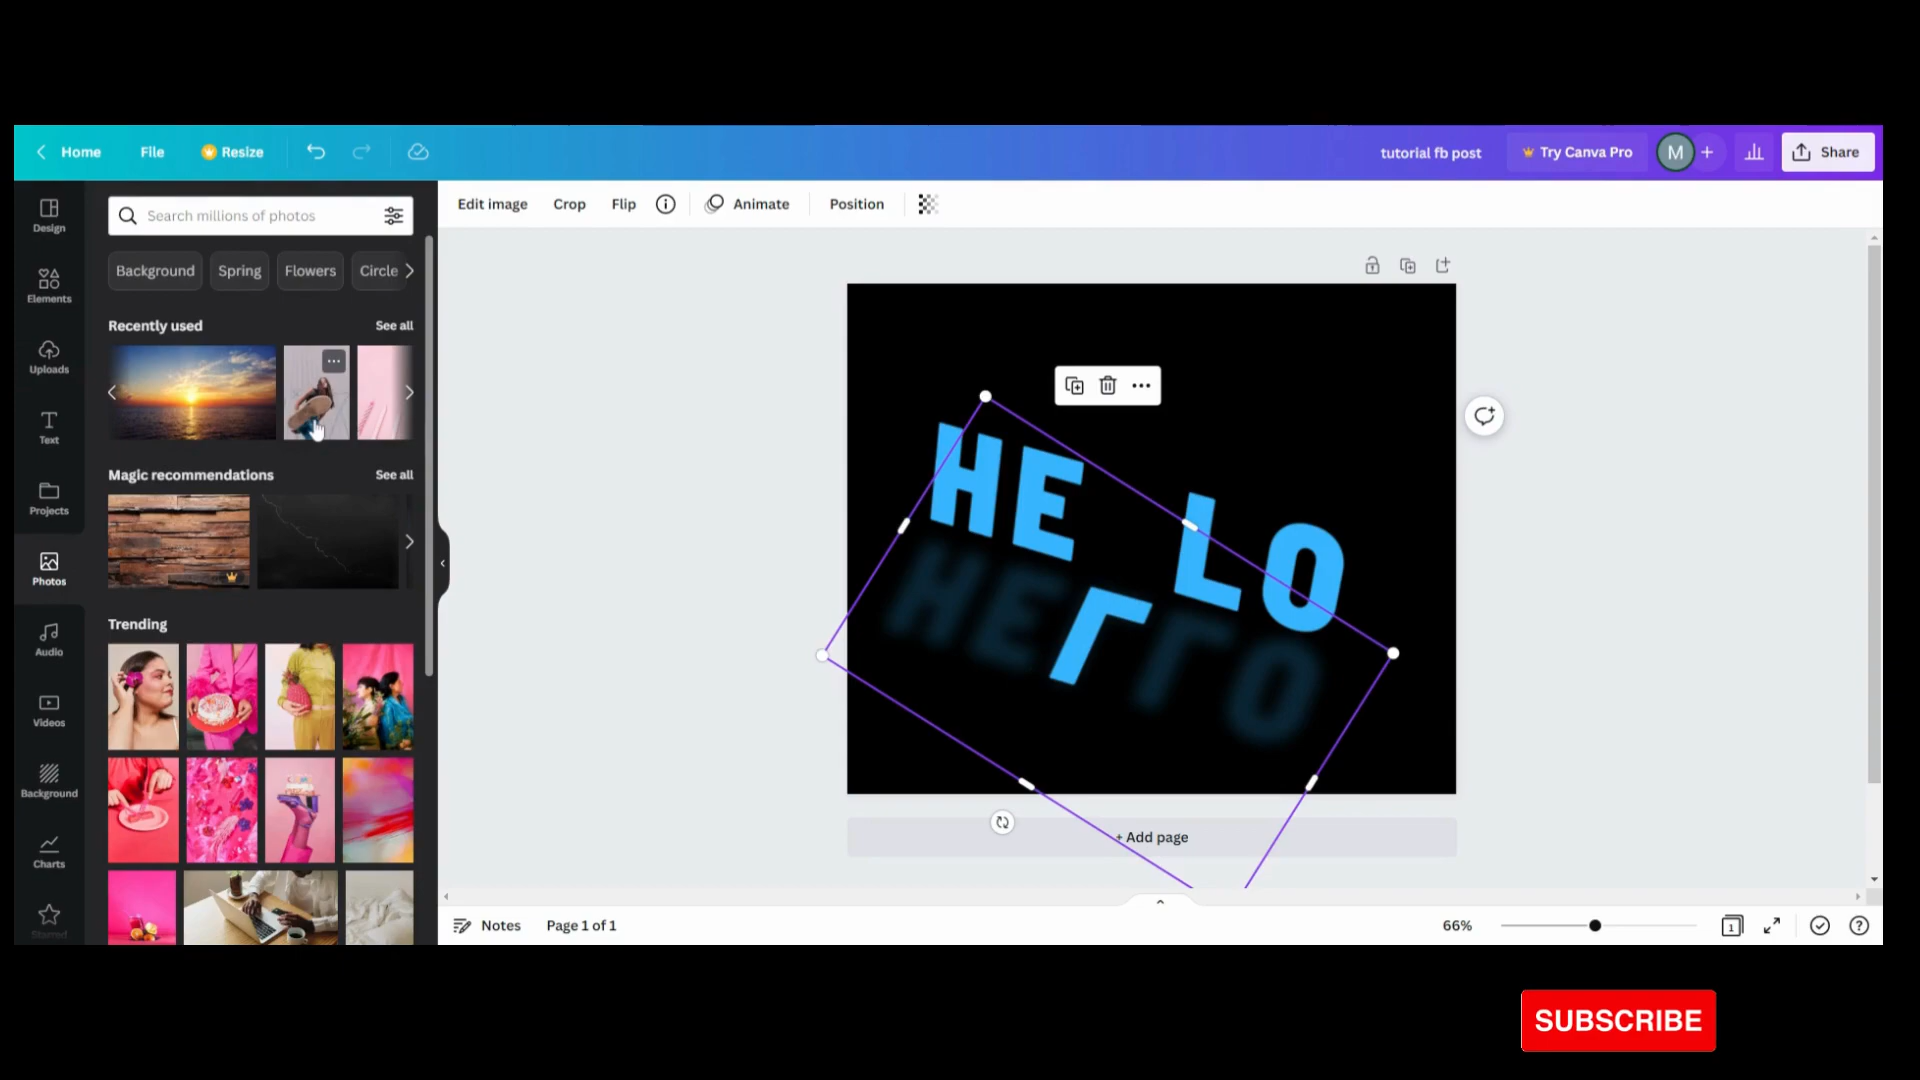 Home File Resize tutorial fb post Try Canva Pro M + Share
Design
Elements
Uploads
Text
Projects
Photos
Audio
Videos
Background
Charts
Starred
Search millions of photos
Background Spring Flowers Circle
Recently used See all
Magic recommendations See all
Trending
Edit image Crop Flip Animate Position
HE LO
+ Add page
Notes Page 1 of 1 66% 1
SUBSCRIBE